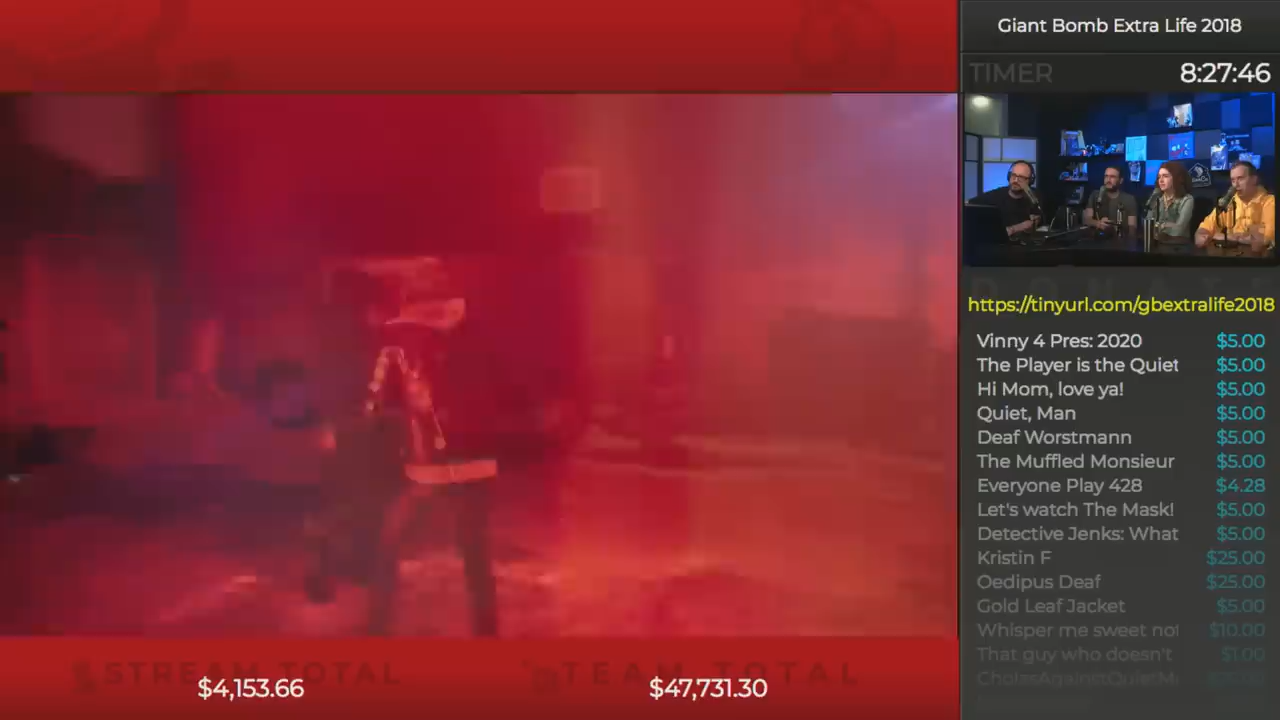 Giant Bomb Extra Life 2018
TIMER
8:27:46
https://tinyurl.com/gbextralife2018
Vinny 4 Pres: 2020 $5.00
The Player is the Quiet $5.00
Hi Mom, love ya! $5.00
Quiet, Man $5.00
Deaf Worstmann $5.00
The Muffled Monsieur $5.00
Everyone Play 428 $4.28
Let's watch The Mask! $5.00
Detective Jenks: What $5.00
Kristin F $25.00
Oedipus Deaf $25.00
Gold Leaf Jacket $5.00
Whisper me sweet not $10.00
That guy who doesn't $1.00
STREAM TOTAL
$4,153.66
TEAM TOTAL
$47,731.30